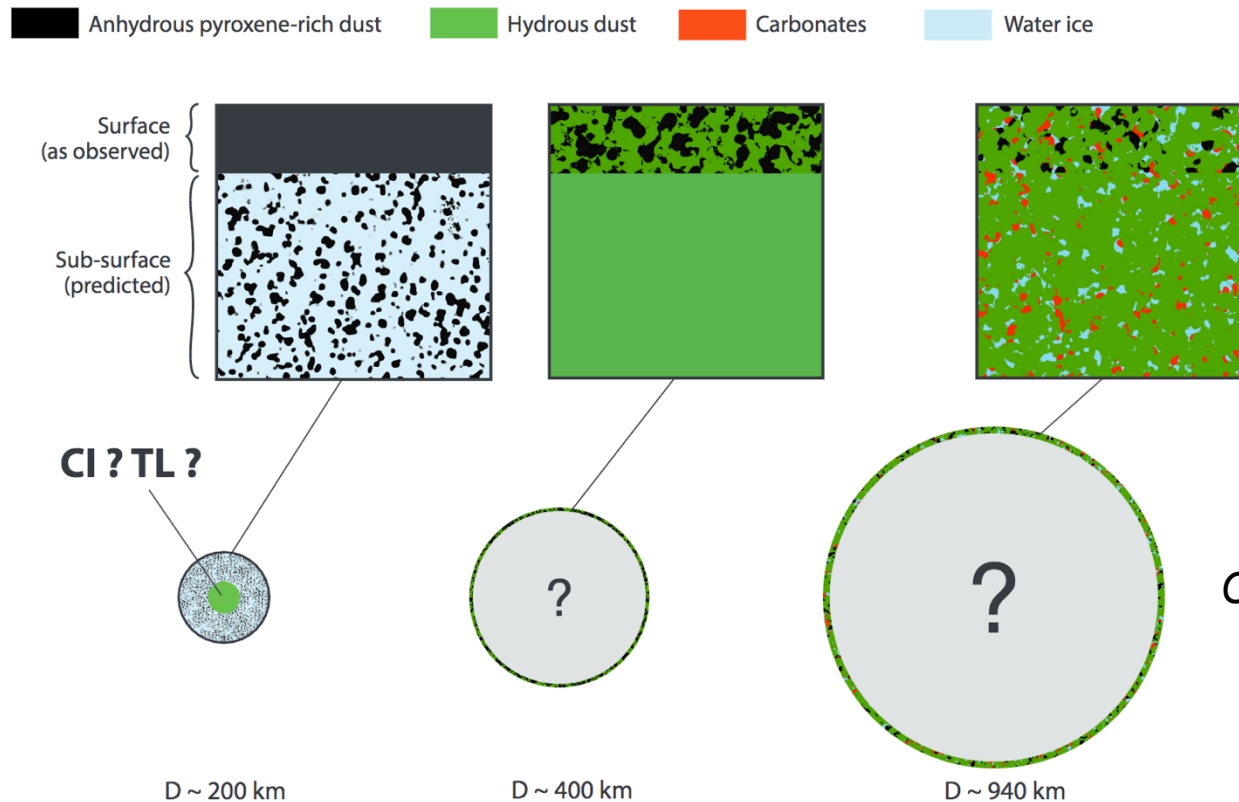 Anhydrous pyroxene-rich dust
Hydrous dust
Carbonates
Water ice
Surface
(as observed)
Sub-surface
(predicted)
CI ? TL ?
?
?
C
D ~ 200 km
D ~ 400 km
D ~ 940 km